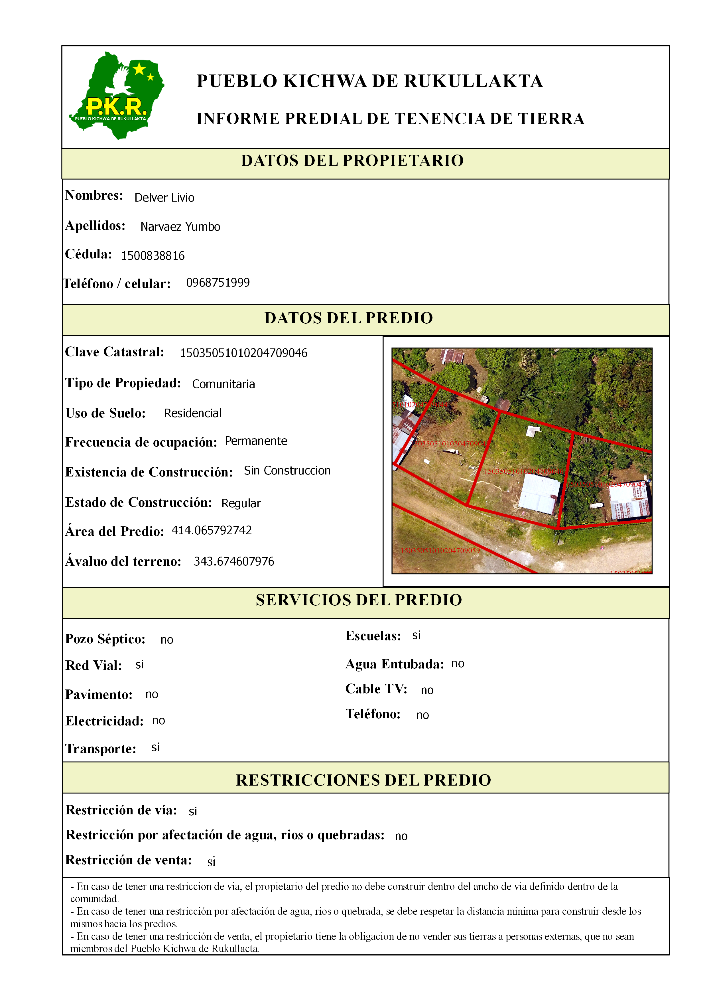 P.K.R.
PUEBLO KICHWA DE RUKULLAKTA
PUEBLO KICHWA DE RUKULLAKTA
INFORME PREDIAL DE TENENCIA DE TIERRA
DATOS DEL PROPIETARIO
Nombres: Delver Livio
Apellidos: Narvaez Yumbo
Cédula: 1500838816
Teléfono / celular: 0968751999
DATOS DEL PREDIO
Clave Catastral: 15035051010204709046
Tipo de Propiedad: Comunitaria
Uso de Suelo: Residencial
Frecuencia de ocupación: Permanente
Existencia de Construcción: Sin Construccion
Estado de Construcción: Regular
Área del Predio: 414.065792742
Ávaluo del terreno: 343.674607976
15035051010204709046
15035051010204709047
15035051010204709059
SERVICIOS DEL PREDIO
Pozo Séptico: no
Red Vial: si
Pavimento: no
Electricidad: no
Transporte: si
Escuelas: si
Agua Entubada: no
Cable TV: no
Teléfono: no
RESTRICCIONES DEL PREDIO
Restricción de vía: si
Restricción por afectación de agua, rios o quebradas: no
Restricción de venta: si
- En caso de tener una restriccion de via, el propietario del predio no debe construir dentro del ancho de via definido dentro de la
comunidad.
- En caso de tener una restricción por afectación de agua, rios o quebrada, se debe respetar la distancia minima para construir desde los
mismos hacia los predios.
- En caso de tener una restricción de venta, el propietario tiene la obligacion de no vender sus tierras a personas externas, que no sean
miembros del Pueblo Kichwa de Rukullacta.